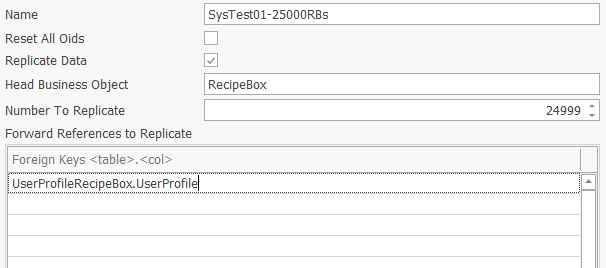 Name SysTest01-25000RBs
Reset All Oids
Replicate Data
Head Business Object RecipeBox
Number To Replicate 24999
Forward References to Replicate
Foreign Keys <table>.<col>
UserProfileRecipeBox.UserProfile